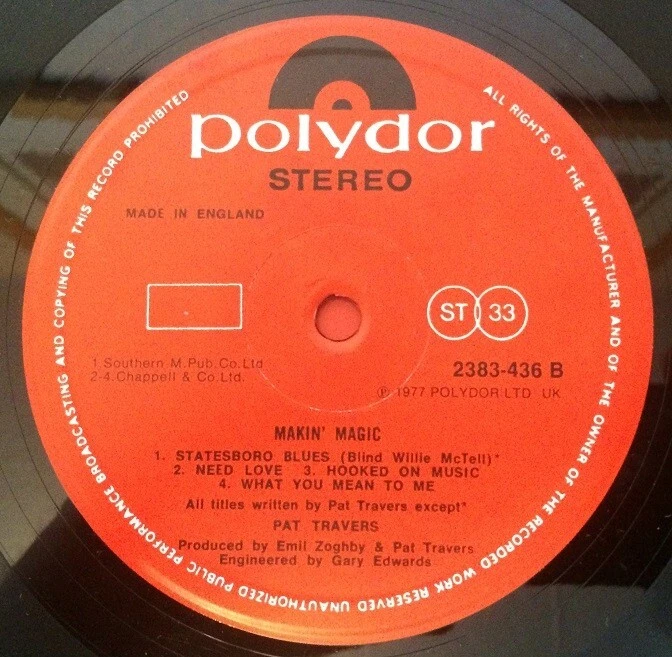 polydor
STEREO
MADE IN ENGLAND
ST 33
1.Southern M.Pub.Co.Ltd.
2-4.Chappell & Co.Ltd.
2383-436 B
℗ 1977 POLYDOR LTD UK
MAKIN' MAGIC
1. STATESBORO BLUES (Blind Willie McTell)*
2. NEED LOVE 3. HOOKED ON MUSIC
4. WHAT YOU MEAN TO ME
All titles written by Pat Travers except*
PAT TRAVERS
Produced by Emil Zoghby & Pat Travers
Engineered by Gary Edwards
ALL RIGHTS OF THE MANUFACTURER AND OF THE OWNER OF THE RECORDED WORK RESERVED UNAUTHORIZED PUBLIC PERFORMANCE BROADCASTING AND COPYING OF THIS RECORD PROHIBITED